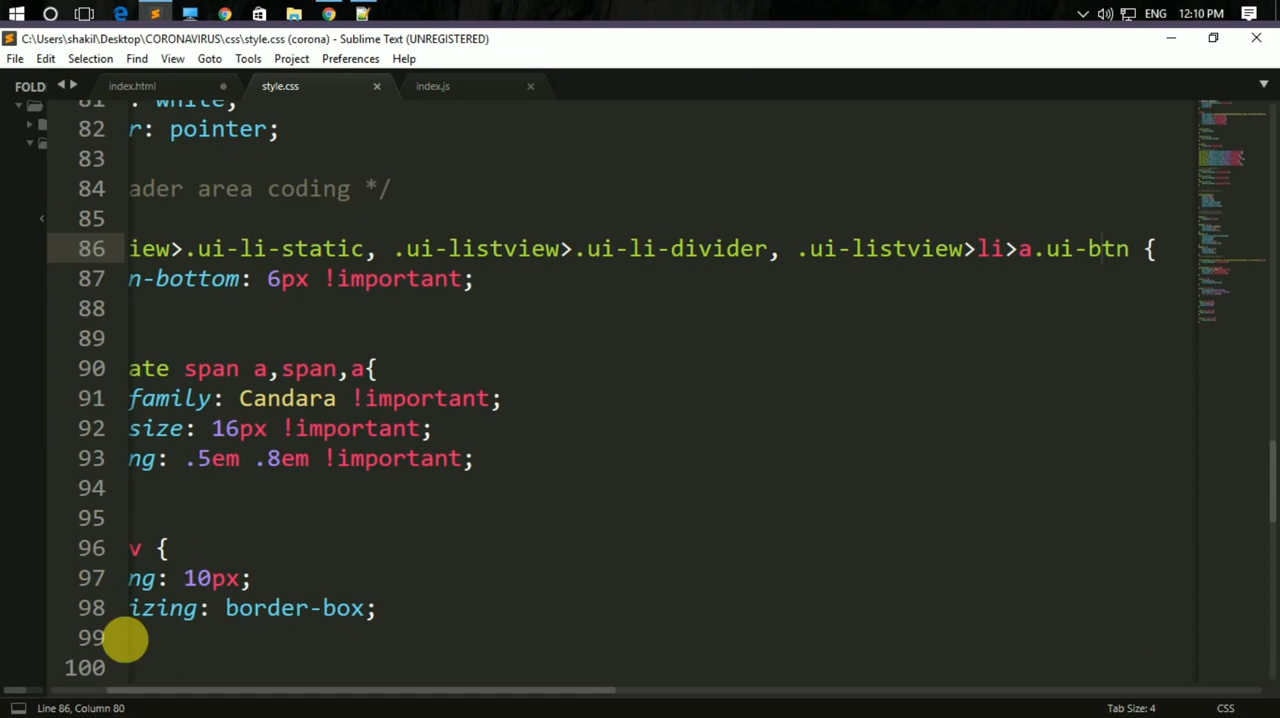 ENG 12:10 PM
C:\Users\shakil\Desktop\CORONAVIRUS\css\style.css (corona) - Sublime Text (UNREGISTERED)
File Edit Selection Find View Goto Tools Project Preferences Help
FOLD index.html style.css index.js
81 : white;
82 r: pointer;
83
84 ader area coding */
85
86 iew>.ui-li-static, .ui-listview>.ui-li-divider, .ui-listview>li>a.ui-btn {
87 n-bottom: 6px !important;
88
89
90 ate span a,span,a{
91 family: Candara !important;
92 size: 16px !important;
93 ng: .5em .8em !important;
94
95
96 v {
97 ng: 10px;
98 izing: border-box;
99
100
Line 86, Column 80 Tab Size: 4 CSS